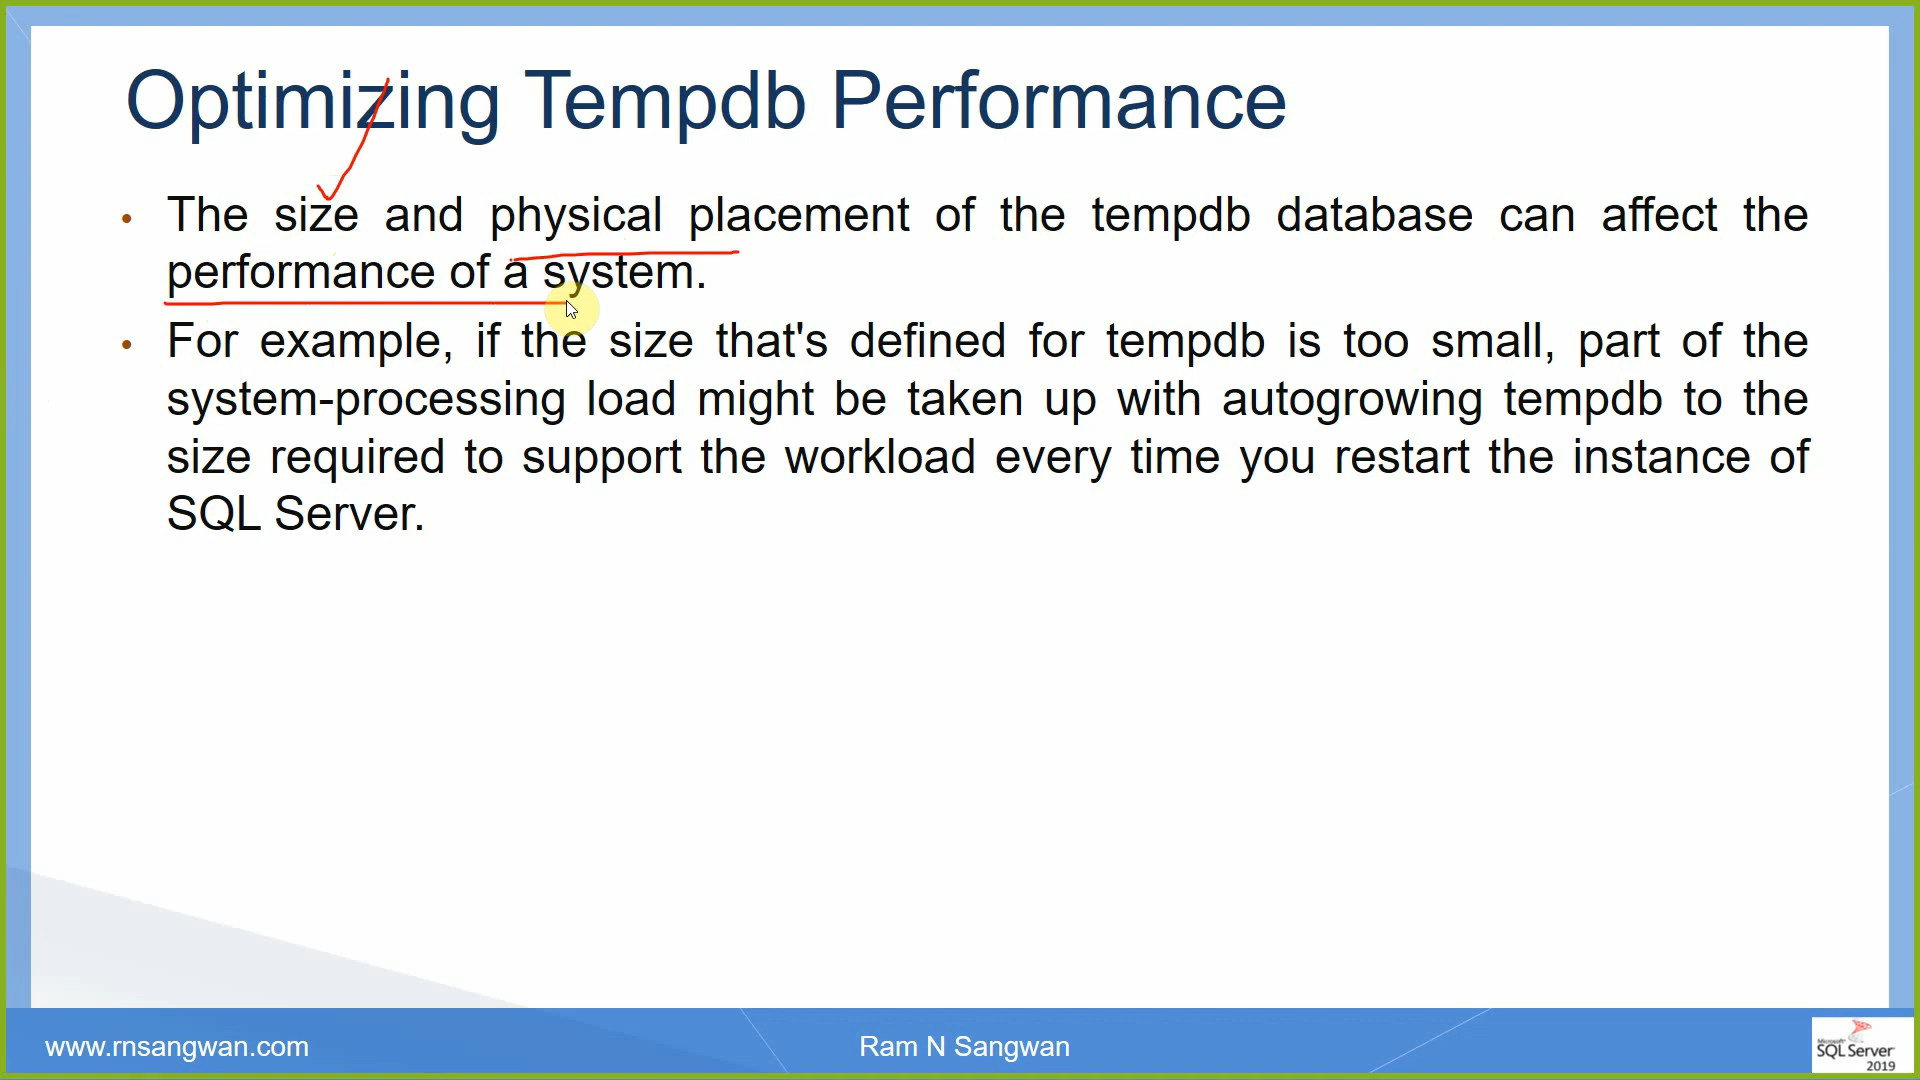 Optimizing Tempdb Performance
• The size and physical placement of the tempdb database can affect the
performance of a system.
• For example, if the size that's defined for tempdb is too small, part of the
system-processing load might be taken up with autogrowing tempdb to the
size required to support the workload every time you restart the instance of
SQL Server.
www.rnsangwan.com
Ram N Sangwan
Microsoft
SQL Server
2019